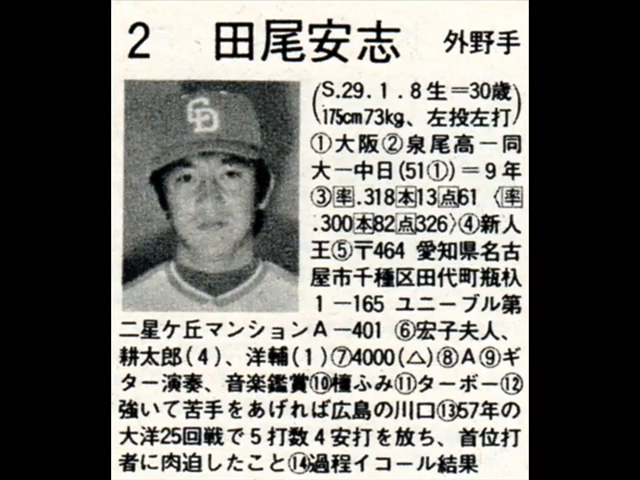 2 田尾安志 外野手
(S.29.1.8生=30歳
175cm73kg、左投左打)
①大阪②泉尾高―同
大―中日(51①)=9年
③率.318本13点61〈率
.300本82点326〉④新人
王⑤〒464 愛知県名古
屋市千種区田代町瓶杁
1―165 ユニーブル第
二星ケ丘マンションA―401 ⑥宏子夫人、
耕太郎(4)、洋輔(1)⑦4000(△)⑧A⑨ギ
ター演奏、音楽鑑賞⑩檀ふみ⑪ターボー⑫
強いて苦手をあげれば広島の川口⑬57年の
大洋25回戦で5打数4安打を放ち、首位打
者に肉迫したこと⑭過程イコール結果
CD